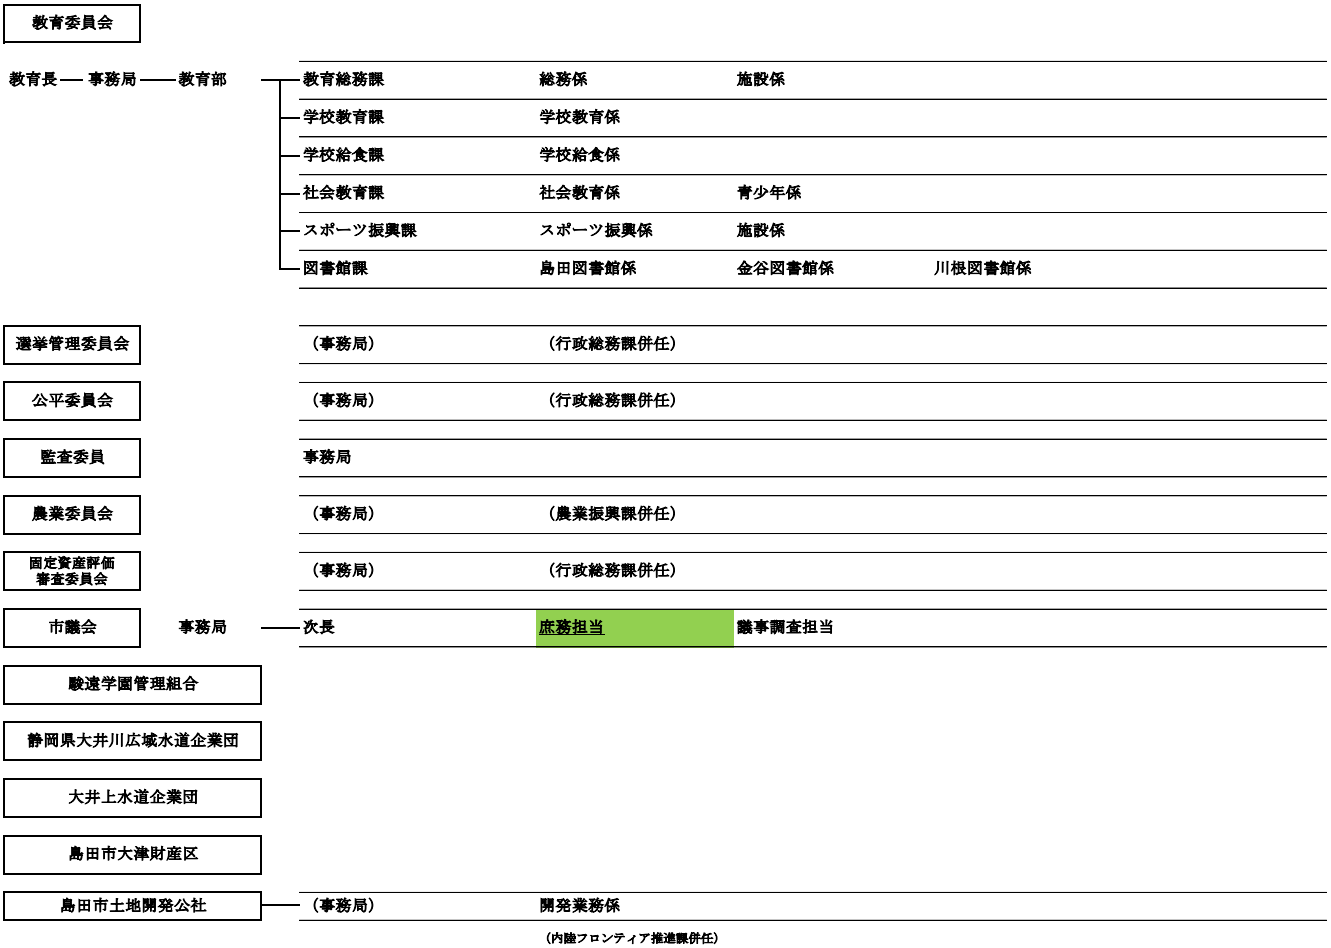 教育委員会
教育長 事務局 教育部 教育総務課 総務係 施設係
学校教育課 学校教育係
学校給食課 学校給食係
社会教育課 社会教育係 青少年係
スポーツ振興課 スポーツ振興係 施設係
図書館課 島田図書館係 金谷図書館係 川根図書館係
選挙管理委員会 （事務局） （行政総務課併任）
公平委員会 （事務局） （行政総務課併任）
監査委員 事務局
農業委員会 （事務局） （農業振興課併任）
固定資産評価
審査委員会 （事務局） （行政総務課併任）
市議会 事務局 次長 庶務担当 議事調査担当
駿遠学園管理組合
静岡県大井川広域水道企業団
大井上水道企業団
島田市大津財産区
島田市土地開発公社 （事務局） 開発業務係
（内陸フロンティア推進課併任）